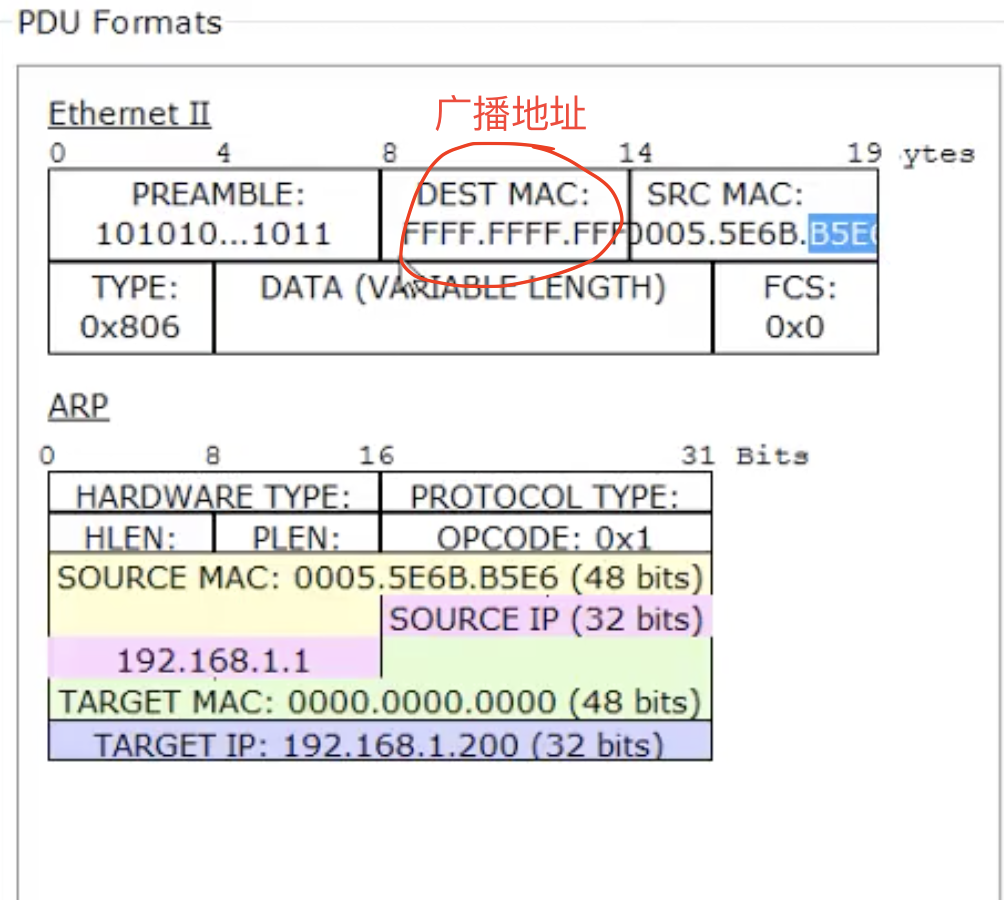 PDU Formats
Ethernet II
广播地址
0 4 8 14 19 ytes
PREAMBLE: DEST MAC: SRC MAC:
101010...1011 FFFF.FFFF.FFF 0005.5E6B.B5E6
TYPE: DATA (VARIABLE LENGTH) FCS:
0x806 0x0
ARP
0 8 16 31 Bits
HARDWARE TYPE: PROTOCOL TYPE:
HLEN: PLEN: OPCODE: 0x1
SOURCE MAC: 0005.5E6B.B5E6 (48 bits)
SOURCE IP (32 bits)
192.168.1.1
TARGET MAC: 0000.0000.0000 (48 bits)
TARGET IP: 192.168.1.200 (32 bits)